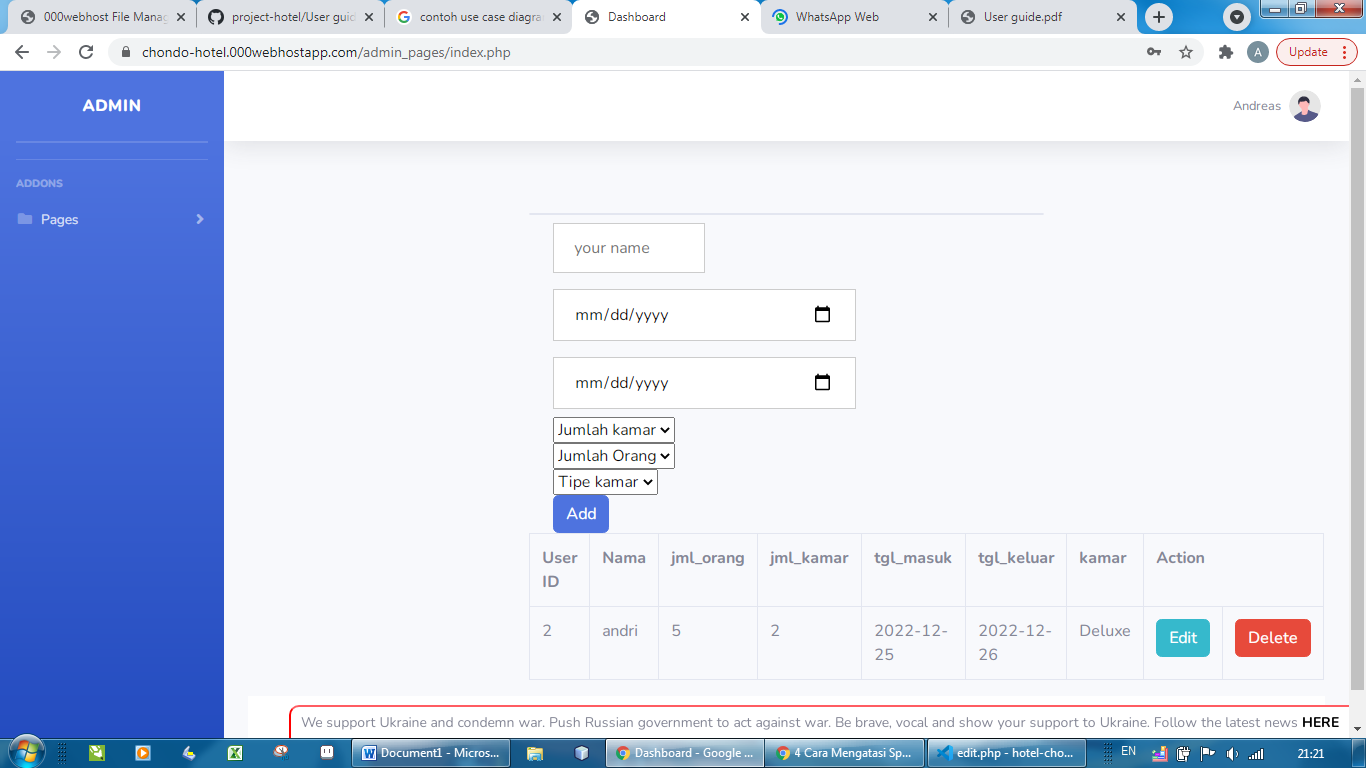 000webhost File Manag
project-hotel/User guid
contoh use case diagra
Dashboard
WhatsApp Web
User guide.pdf
chondo-hotel.000webhostapp.com/admin_pages/index.php
A
Update
ADMIN
Andreas
ADDONS
Pages
your name
mm/dd/yyyy
mm/dd/yyyy
Jumlah kamar
Jumlah Orang
Tipe kamar
Add
User ID Nama jml_orang jml_kamar tgl_masuk tgl_keluar kamar Action
2 andri 5 2 2022-12-25 2022-12-26 Deluxe Edit Delete
We support Ukraine and condemn war. Push Russian government to act against war. Be brave, vocal and show your support to Ukraine. Follow the latest news HERE
Document1 - Micros...
Dashboard - Google ...
4 Cara Mengatasi Sp...
edit.php - hotel-cho...
EN
21:21